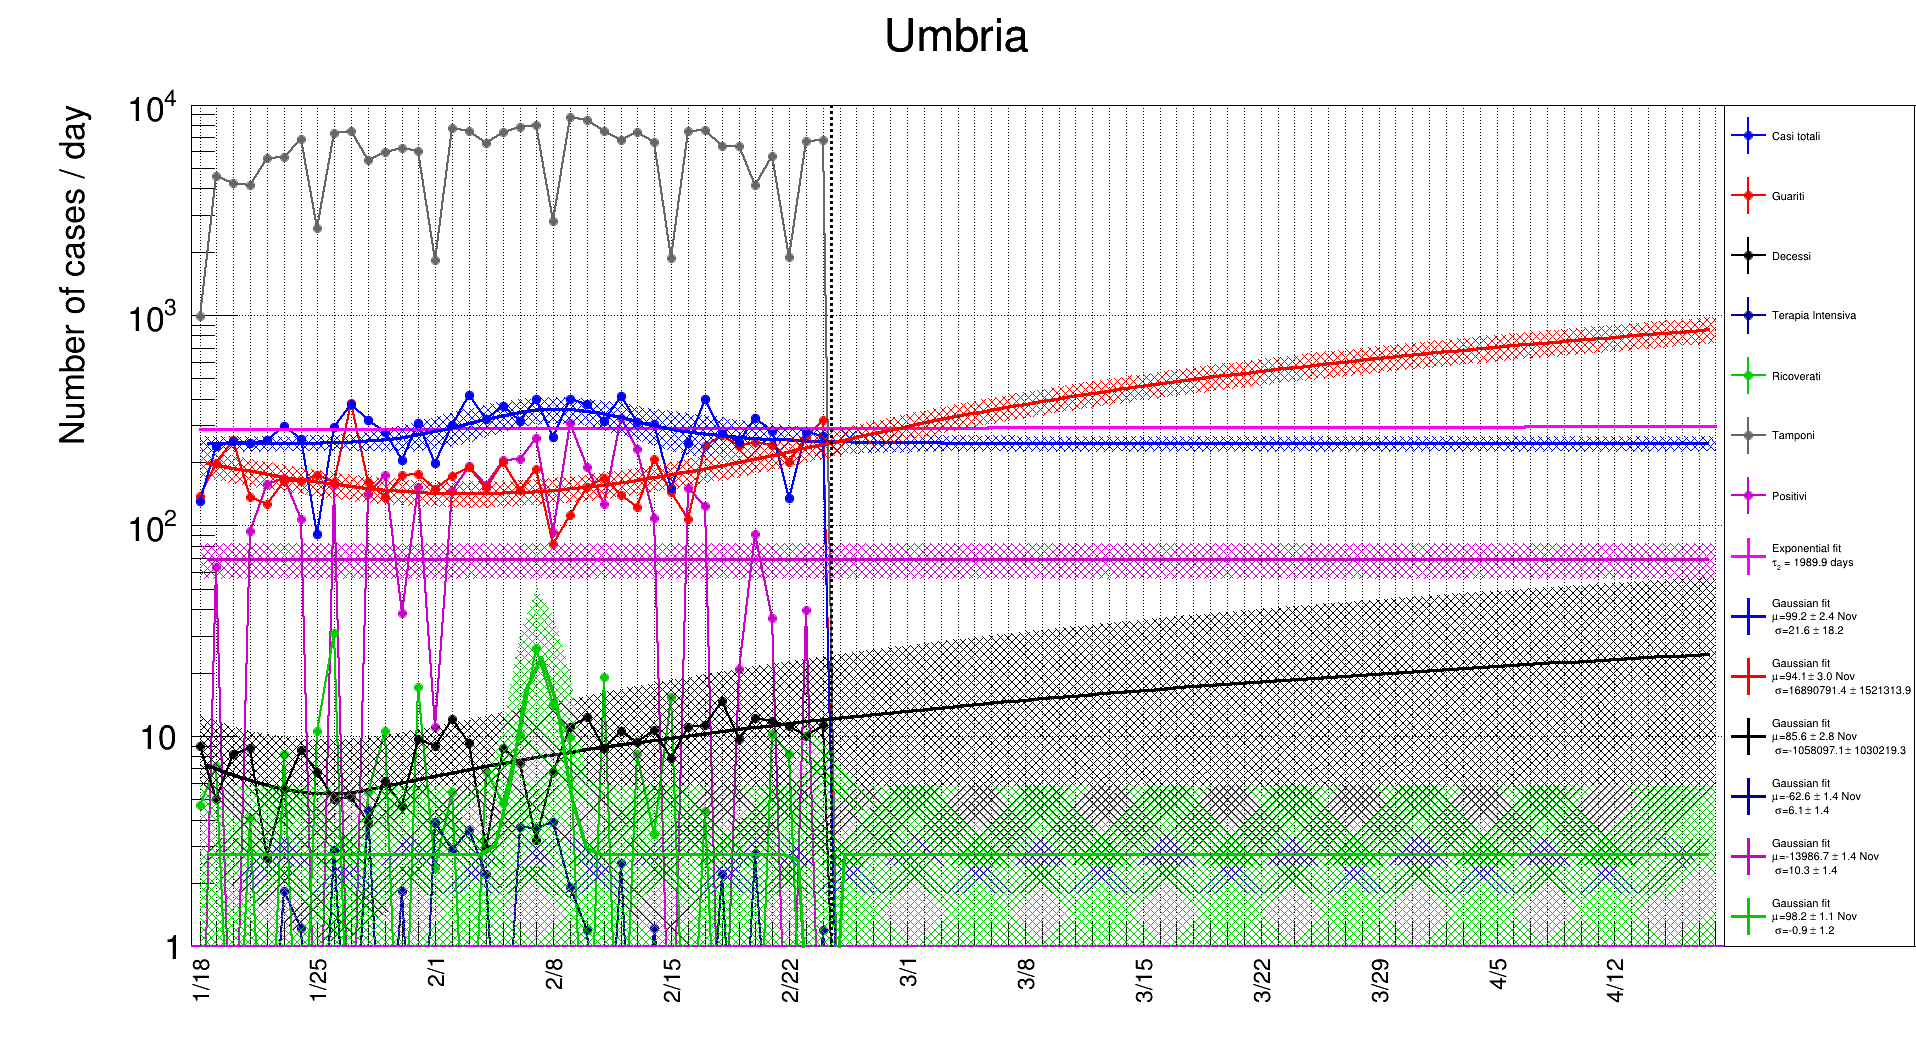 Umbria
Number of cases / day
10⁴
10³
10²
10
1
1/18
1/25
2/1
2/8
2/15
2/22
3/1
3/8
3/15
3/22
3/29
4/5
4/12
Casi totali
Guariti
Decessi
Terapia Intensiva
Ricoverati
Tamponi
Positivi
Exponential fit
τ₂ = 1989.9 days
Gaussian fit
μ=99.2 ± 2.4 Nov
σ=21.6 ± 18.2
Gaussian fit
μ=94.1 ± 3.0 Nov
σ=16890791.4 ± 1521313.9
Gaussian fit
μ=85.6 ± 2.8 Nov
σ=-1058097.1 ± 1030219.3
Gaussian fit
μ=-62.6 ± 1.4 Nov
σ=6.1 ± 1.4
Gaussian fit
μ=-13986.7 ± 1.4 Nov
σ=10.3 ± 1.4
Gaussian fit
μ=98.2 ± 1.1 Nov
σ=-0.9 ± 1.2